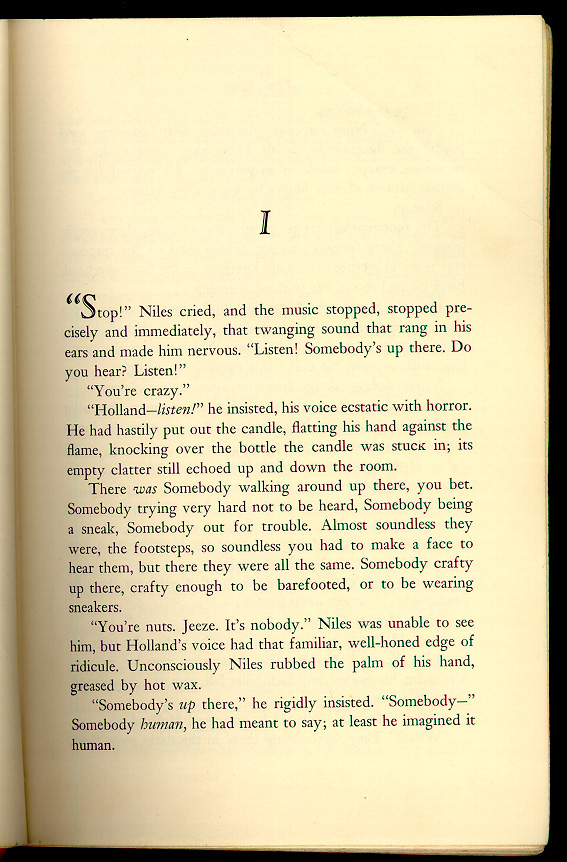 I
“Stop!” Niles cried, and the music stopped, stopped pre-
cisely and immediately, that twanging sound that rang in his
ears and made him nervous. “Listen! Somebody’s up there. Do
you hear? Listen!”
“You’re crazy.”
“Holland—listen!” he insisted, his voice ecstatic with horror.
He had hastily put out the candle, flatting his hand against the
flame, knocking over the bottle the candle was stuck in; its
empty clatter still echoed up and down the room.
There was Somebody walking around up there, you bet.
Somebody trying very hard not to be heard, Somebody being
a sneak, Somebody out for trouble. Almost soundless they
were, the footsteps, so soundless you had to make a face to
hear them, but there they were all the same. Somebody crafty
up there, crafty enough to be barefooted, or to be wearing
sneakers.
“You’re nuts. Jeeze. It’s nobody.” Niles was unable to see
him, but Holland’s voice had that familiar, well-honed edge of
ridicule. Unconsciously Niles rubbed the palm of his hand,
greased by hot wax.
“Somebody’s up there,” he rigidly insisted. “Somebody—”
Somebody human, he had meant to say; at least he imagined it
human.